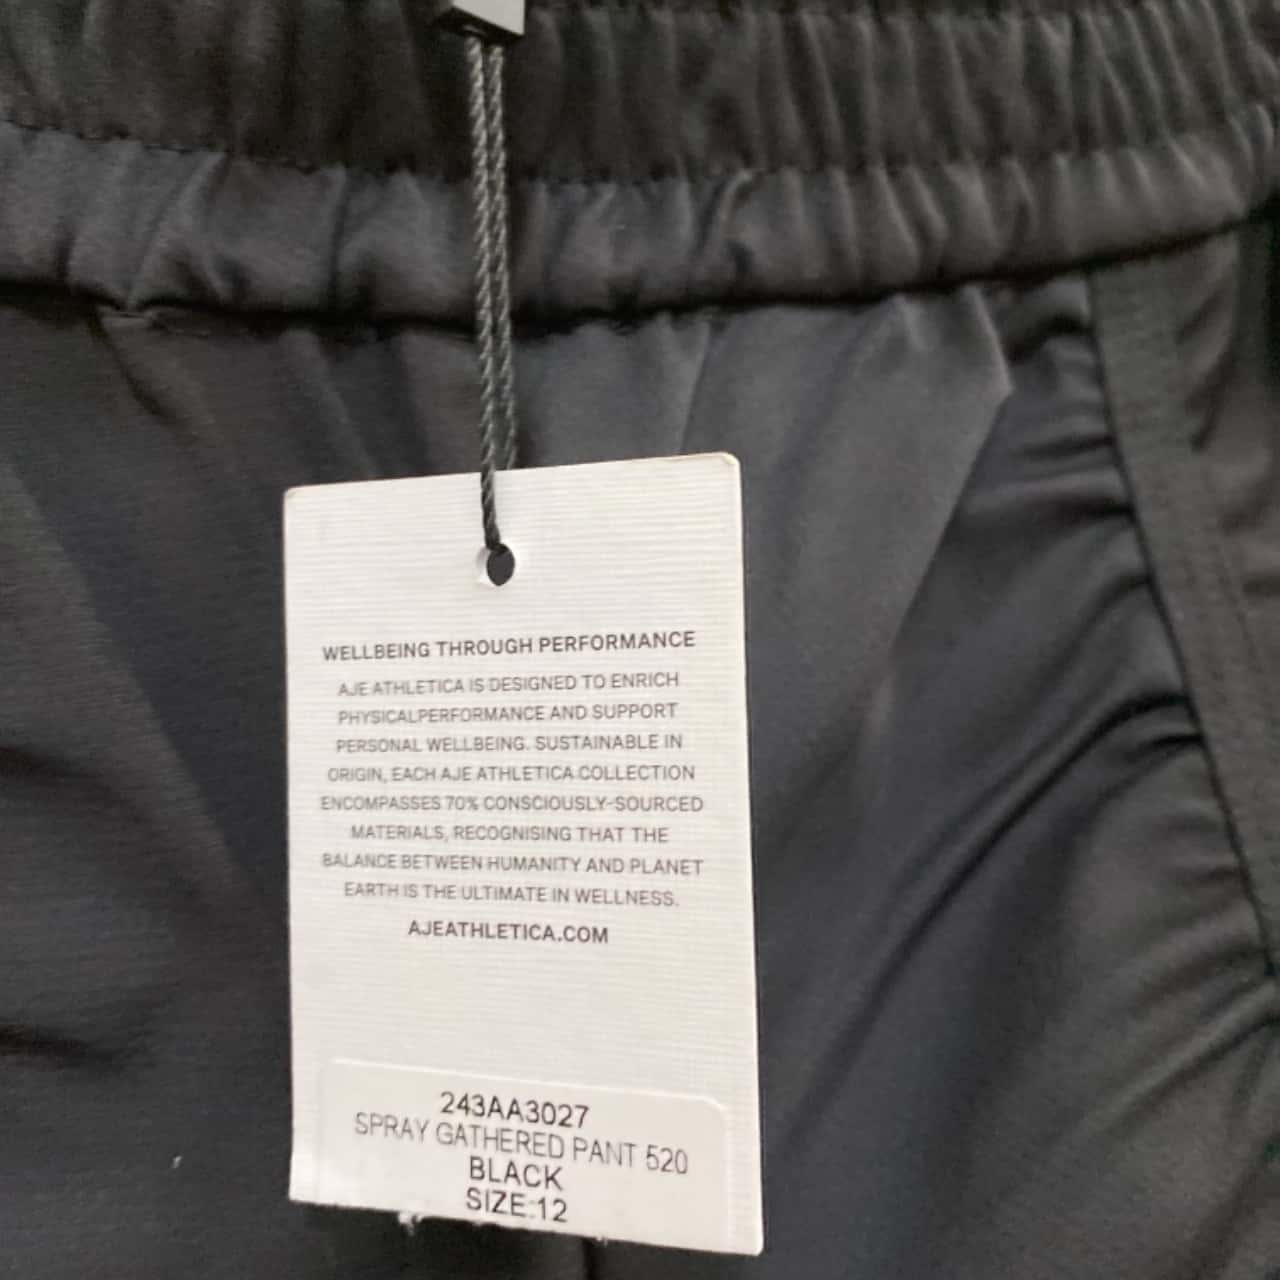 WELLBEING THROUGH PERFORMANCE
AJE ATHLETICA IS DESIGNED TO ENRICH
PHYSICALPERFORMANCE AND SUPPORT
PERSONAL WELLBEING. SUSTAINABLE IN
ORIGIN, EACH AJE ATHLETICA COLLECTION
ENCOMPASSES 70% CONSCIOUSLY-SOURCED
MATERIALS, RECOGNISING THAT THE
BALANCE BETWEEN HUMANITY AND PLANET
EARTH IS THE ULTIMATE IN WELLNESS.
AJEATHLETICA.COM
243AA3027
SPRAY GATHERED PANT 520
BLACK
SIZE:12